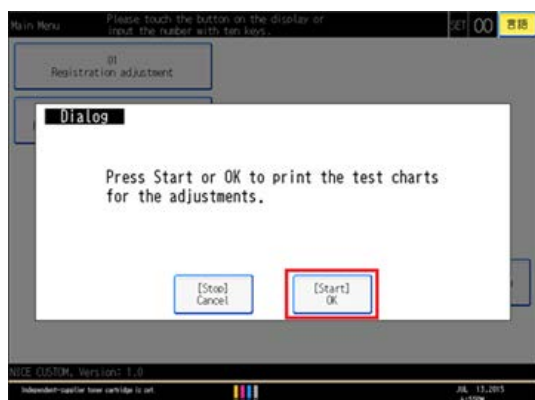 Main Menu
Please touch the button on the display or
input the number with ten keys.
SET 00 言語
01
Registration adjustment
Dialog
Press Start or OK to print the test charts
for the adjustments.
[Stop]
Cancel
[Start]
OK
NICE CUSTOM, Version: 1.0
Independent-supplier toner cartridge is set.
JUL 13,2015